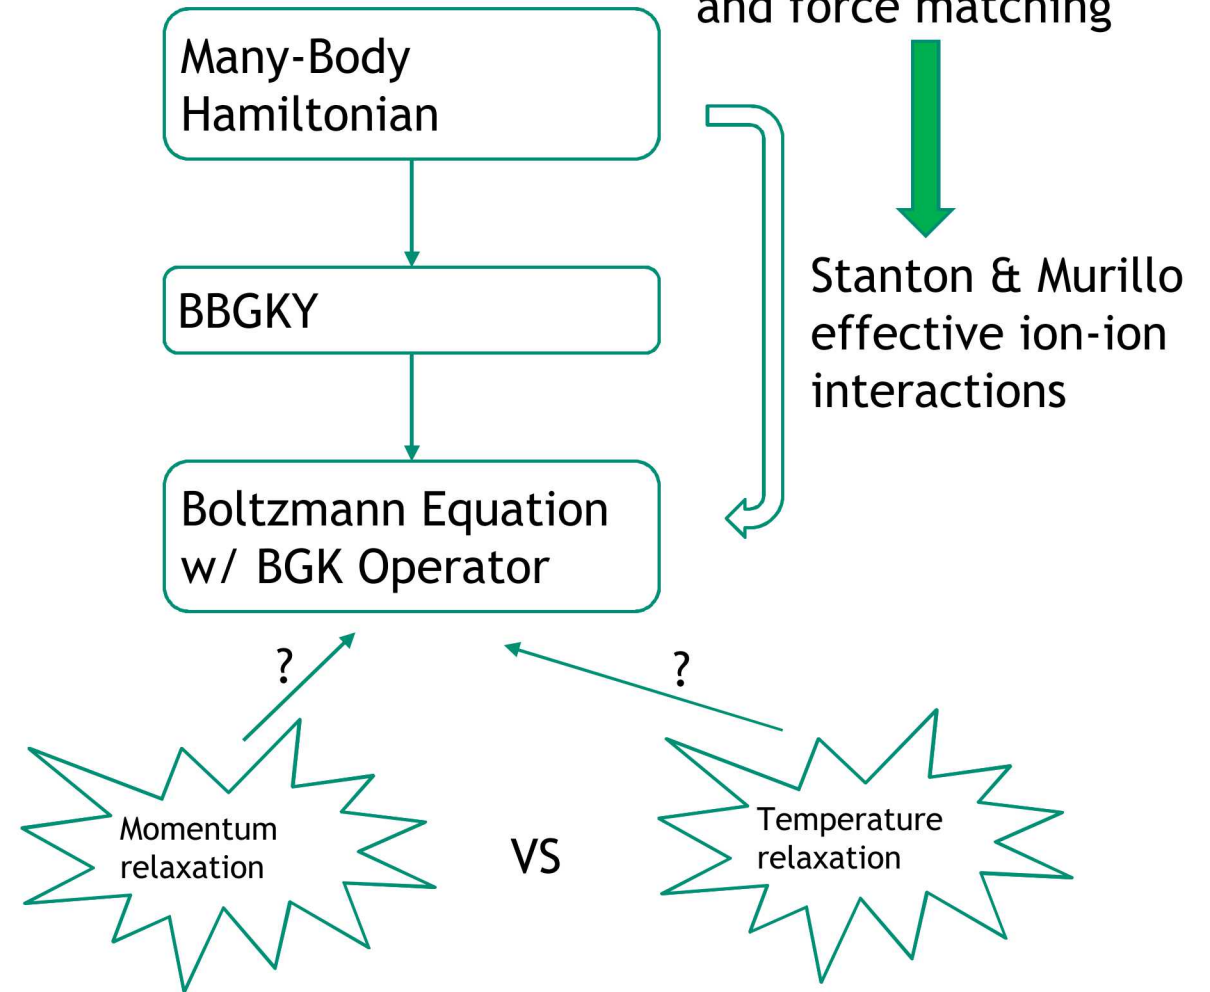 and force matching
Many-Body
Hamiltonian
BBGKY
Stanton & Murillo
effective ion-ion
interactions
Boltzmann Equation
w/ BGK Operator
?
?
Momentum
relaxation
VS
Temperature
relaxation